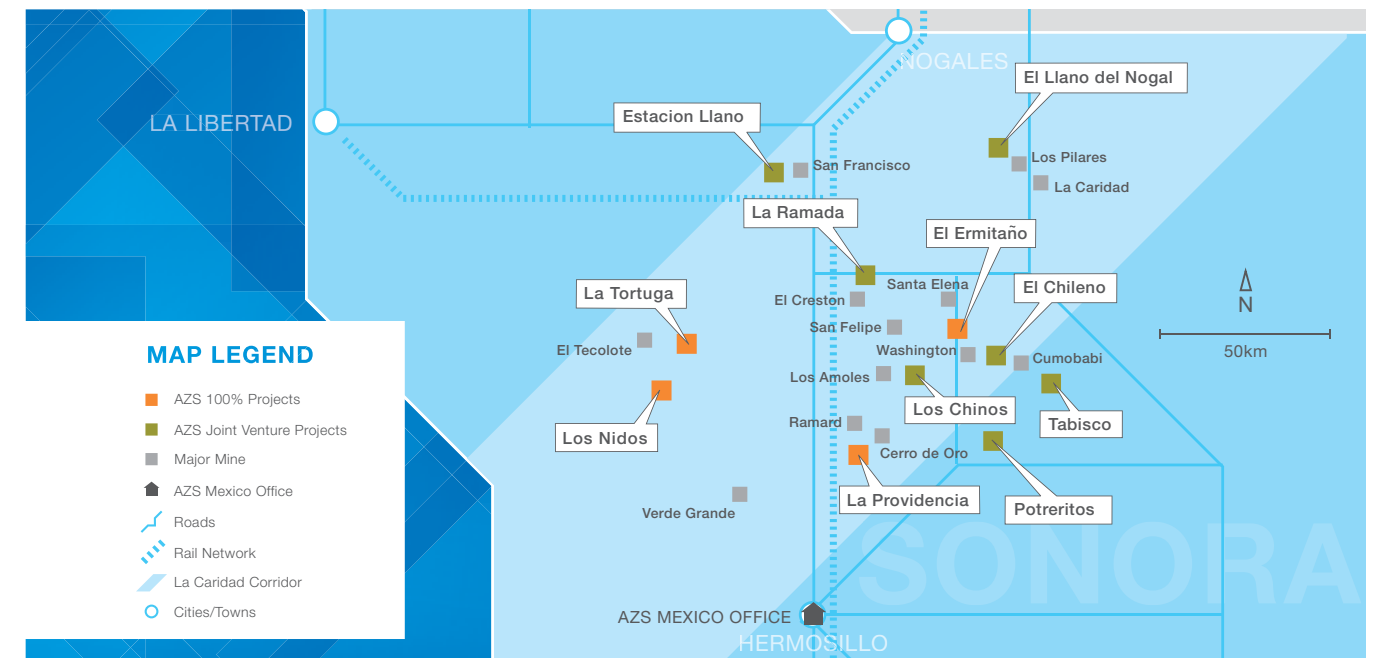 NOGALES
El Llano del Nogal
LA LIBERTAD
Estacion Llano
San Francisco
Los Pilares
La Caridad
La Ramada
El Ermitaño
Santa Elena
El Chileno
N
50km
La Tortuga
El Creston
San Felipe
El Tecolote
Washington
Cumobabi
Los Amoles
Los Chinos
Tabisco
Ramard
Los Nidos
Cerro de Oro
La Providencia
Potreritos
Verde Grande
SONORA
AZS MEXICO OFFICE
HERMOSILLO
MAP LEGEND
AZS 100% Projects
AZS Joint Venture Projects
Major Mine
AZS Mexico Office
Roads
Rail Network
La Caridad Corridor
Cities/Towns